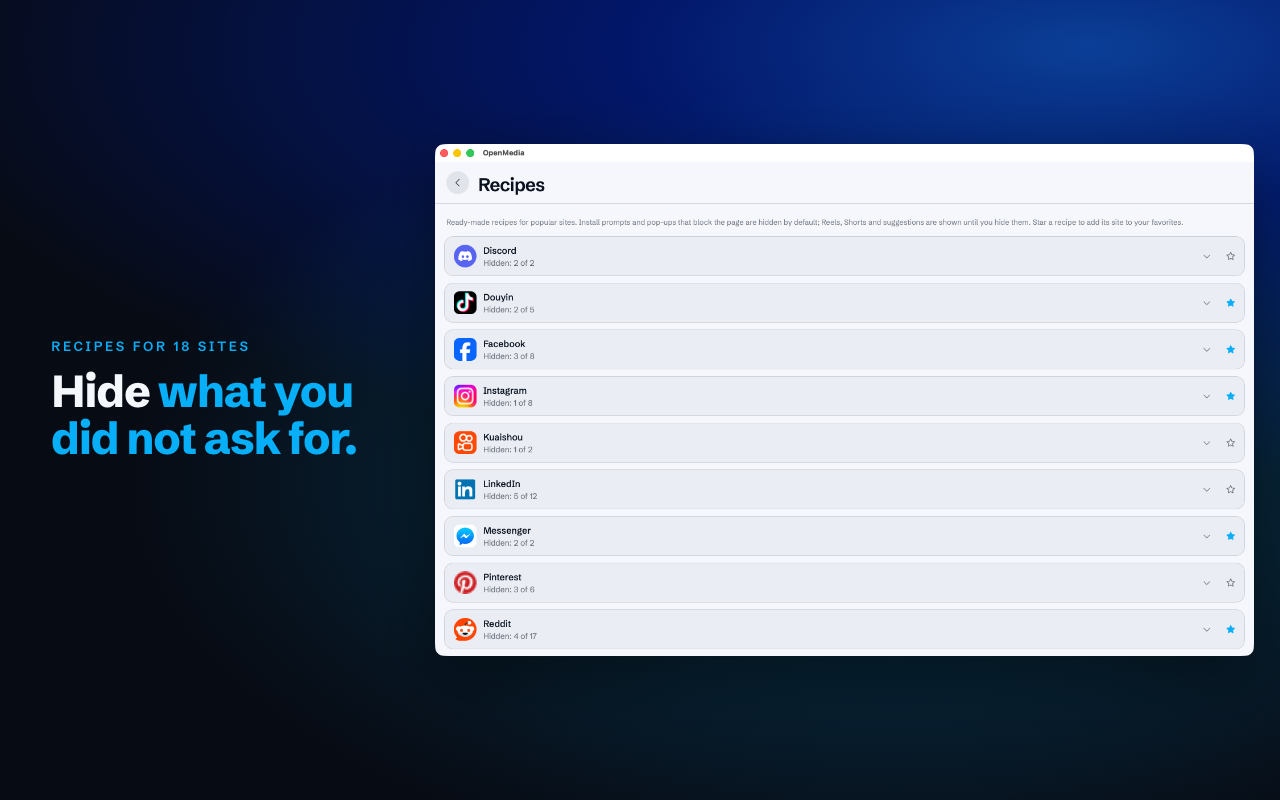 RECIPES FOR 18 SITES
Hide what you
did not ask for.
OpenMedia
Recipes
Ready-made recipes for popular sites. Install prompts and pop-ups that block the page are hidden by default; Reels, Shorts and suggestions are shown until you hide them. Star a recipe to add its site to your favorites.
Discord
Hidden: 2 of 2
Douyin
Hidden: 2 of 5
Facebook
Hidden: 3 of 8
Instagram
Hidden: 1 of 8
Kuaishou
Hidden: 1 of 2
LinkedIn
Hidden: 5 of 12
Messenger
Hidden: 2 of 2
Pinterest
Hidden: 3 of 6
Reddit
Hidden: 4 of 17